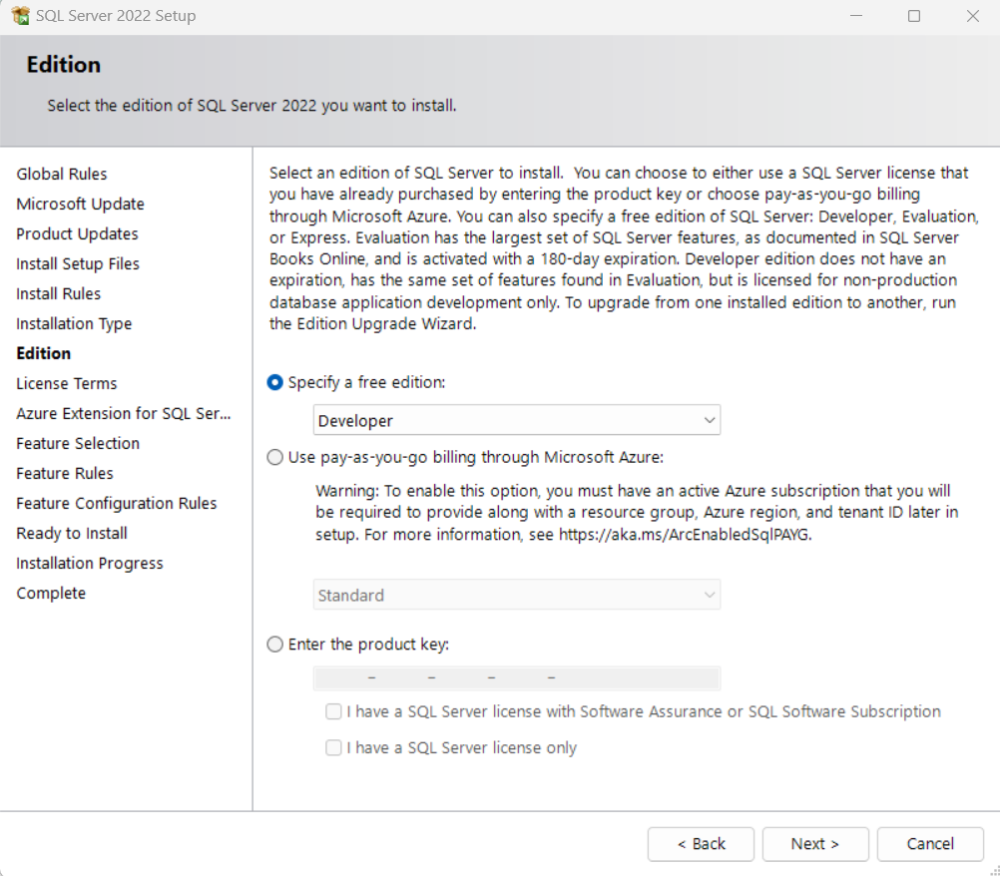 SQL Server 2022 Setup
Edition
Select the edition of SQL Server 2022 you want to install.
Global Rules
Microsoft Update
Product Updates
Install Setup Files
Install Rules
Installation Type
Edition
License Terms
Azure Extension for SQL Ser...
Feature Selection
Feature Rules
Feature Configuration Rules
Ready to Install
Installation Progress
Complete
Select an edition of SQL Server to install.  You can choose to either use a SQL Server license that
you have already purchased by entering the product key or choose pay-as-you-go billing
through Microsoft Azure. You can also specify a free edition of SQL Server: Developer, Evaluation,
or Express. Evaluation has the largest set of SQL Server features, as documented in SQL Server
Books Online, and is activated with a 180-day expiration. Developer edition does not have an
expiration, has the same set of features found in Evaluation, but is licensed for non-production
database application development only. To upgrade from one installed edition to another, run
the Edition Upgrade Wizard.
Specify a free edition:
Developer
Use pay-as-you-go billing through Microsoft Azure:
Warning: To enable this option, you must have an active Azure subscription that you will
be required to provide along with a resource group, Azure region, and tenant ID later in
setup. For more information, see https://aka.ms/ArcEnabledSqlPAYG.
Standard
Enter the product key:
– – – –
I have a SQL Server license with Software Assurance or SQL Software Subscription
I have a SQL Server license only
< Back
Next >
Cancel